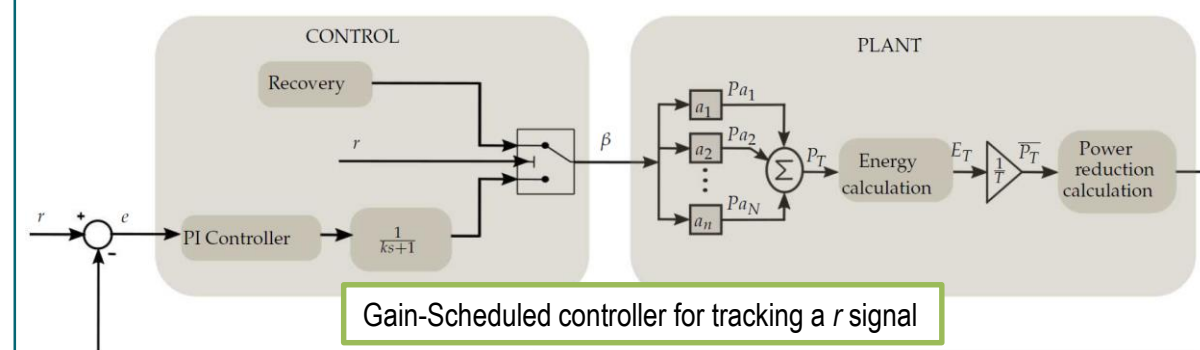 CONTROL
PLANT
Recovery
r
β
r
+
-
e
PI Controller
1
ks+1
a1
Pa1
a2
Pa2
⋮
an
PaN
Σ
PT
Energy
calculation
ET
1
T
P̅T̅
Power
reduction
calculation
Gain-Scheduled controller for tracking a r signal